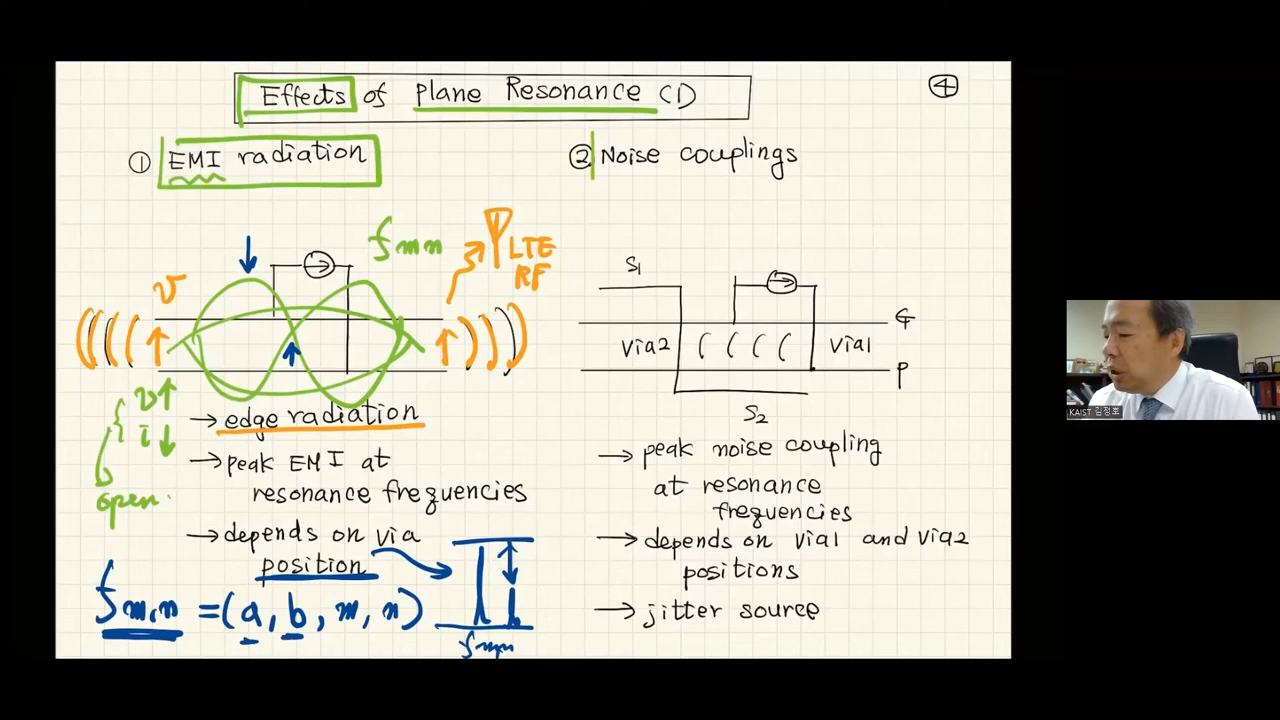 Effects of Plane Resonance (1)
④
① EMI radiation
fmn
LTE
RF
v
v↑
i↓
open
→ edge radiation
→ peak EMI at
resonance frequencies
→ depends on via
position
fm,n = (a, b, m, n)
fmn
② Noise couplings
S1
G
via2
via1
P
S2
→ peak noise coupling
at resonance
frequencies
→ depends on via1 and via2
positions
→ jitter source
KAIST 김정호